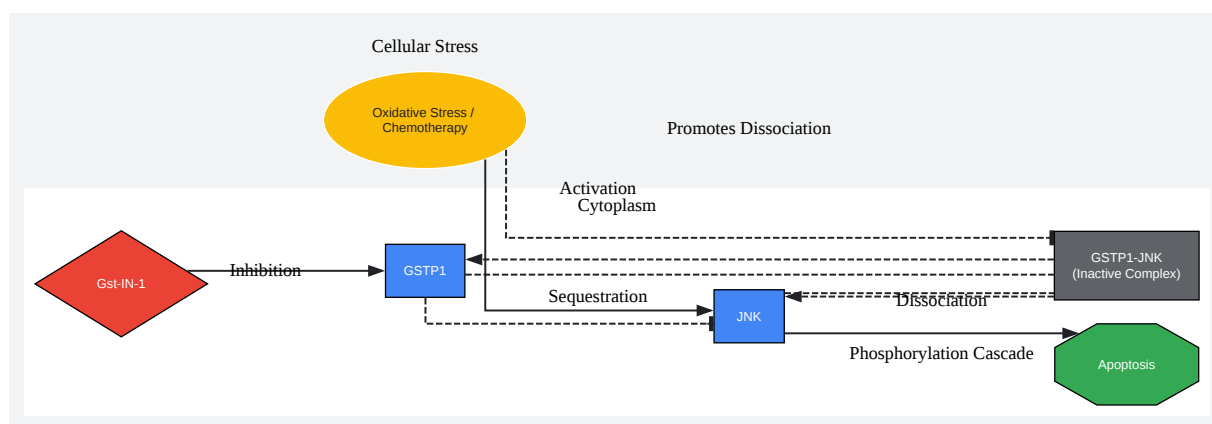 Cellular Stress
Oxidative Stress /
Chemotherapy
Promotes Dissociation
Activation
Cytoplasm
Gst-IN-1
Inhibition
GSTP1
GSTP1-JNK
(Inactive Complex)
Sequestration
Dissociation
JNK
Phosphorylation Cascade
Apoptosis